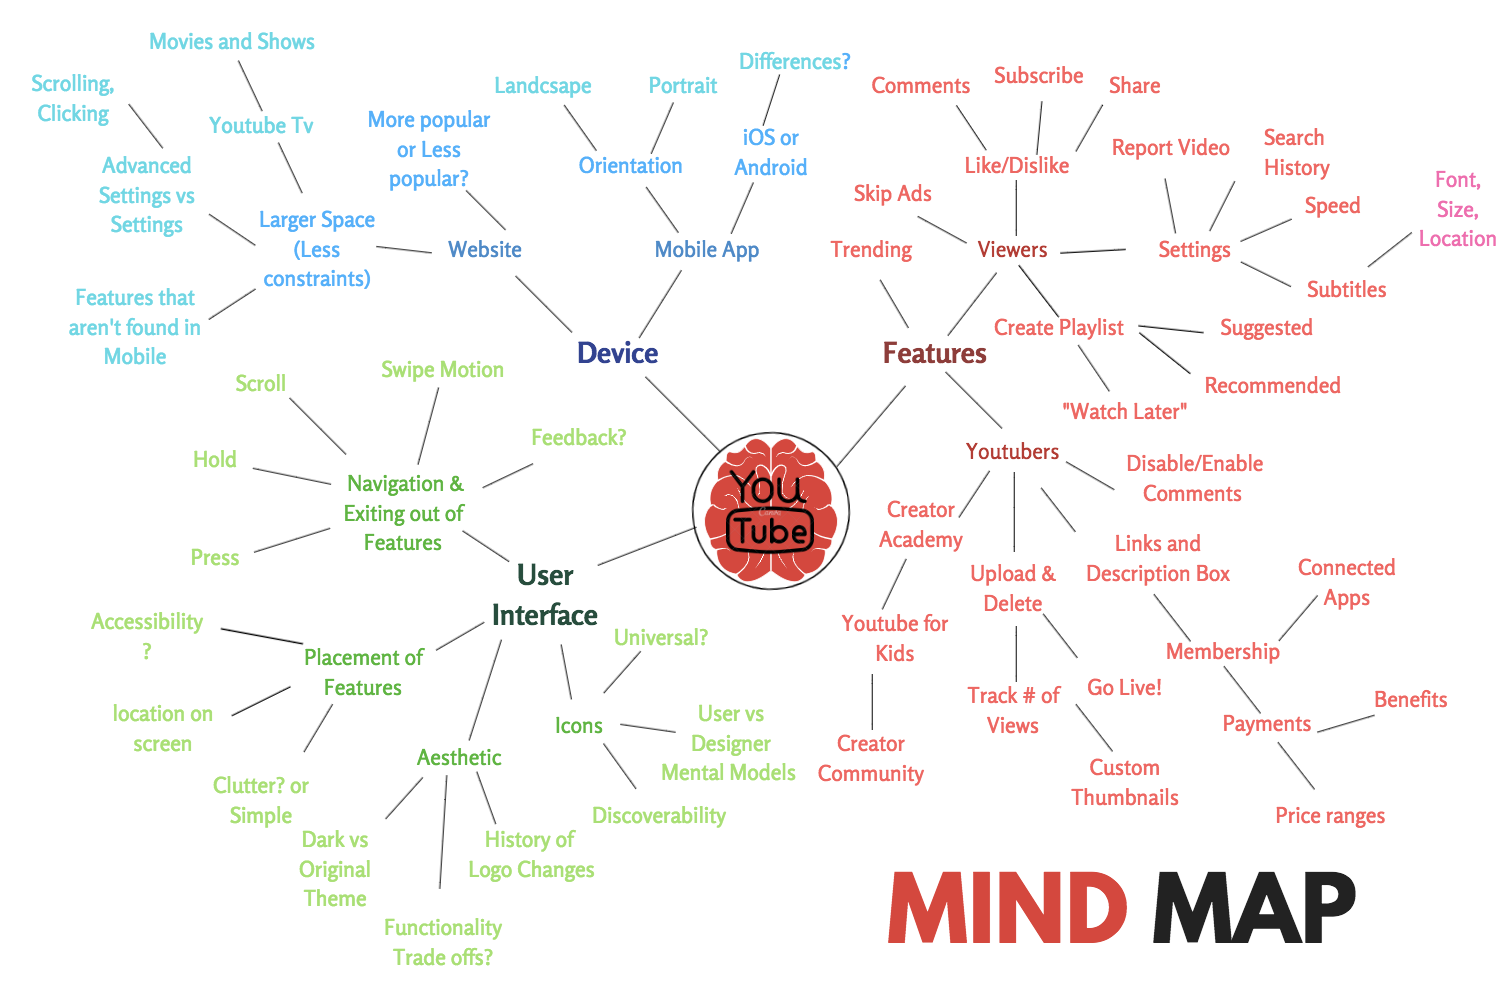 Movies and Shows
Scrolling,
Clicking
Youtube Tv
Advanced
Settings vs
Settings
Larger Space
(Less
constraints)
Features that
aren't found in
Mobile
More popular
or Less
popular?
Website
Landcsape
Portrait
Orientation
Differences?
iOS or
Android
Mobile App
Device
Comments
Subscribe
Share
Like/Dislike
Skip Ads
Trending
Viewers
Report Video
Search
History
Speed
Settings
Font,
Size,
Location
Subtitles
Create Playlist
Suggested
Recommended
"Watch Later"
Features
Youtubers
Disable/Enable
Comments
Creator
Academy
Upload &
Delete
Links and
Description Box
Connected
Apps
Youtube for
Kids
Membership
Track # of
Views
Go Live!
Payments
Benefits
Creator
Community
Custom
Thumbnails
Price ranges
Scroll
Swipe Motion
Hold
Feedback?
Navigation &
Exiting out of
Features
Press
You
Canva
Tube
User
Interface
Accessibility
?
Placement of
Features
location on
screen
Clutter? or
Simple
Universal?
Icons
User vs
Designer
Mental Models
Discoverability
Aesthetic
Dark vs
Original
Theme
History of
Logo Changes
Functionality
Trade offs?
MIND MAP